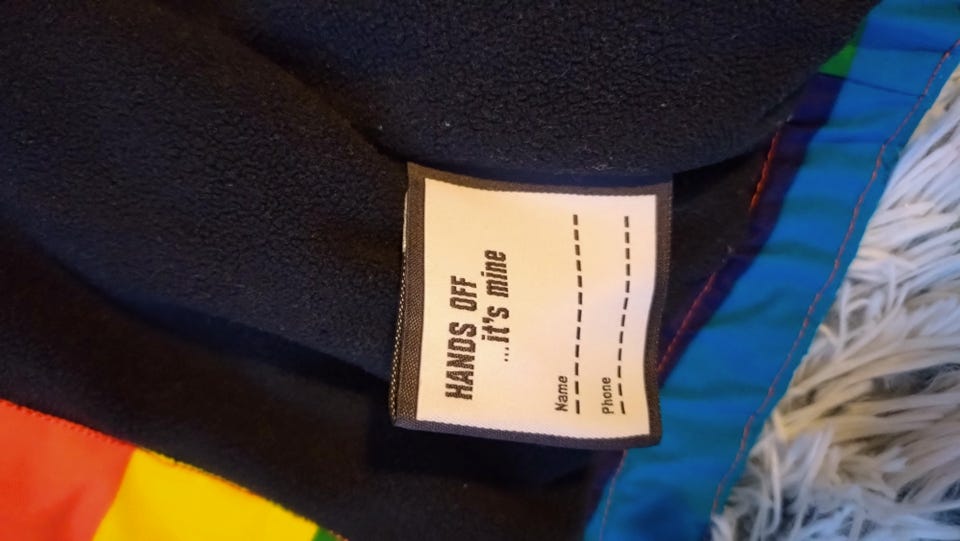 HANDS OFF
...it's mine
Name
Phone